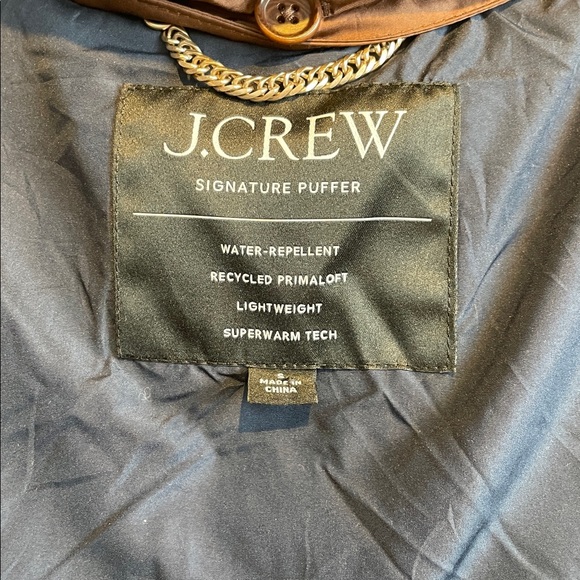 J.CREW
SIGNATURE PUFFER
WATER-REPELLENT
RECYCLED PRIMALOFT
LIGHTWEIGHT
SUPERWARM TECH
S
MADE IN
CHINA